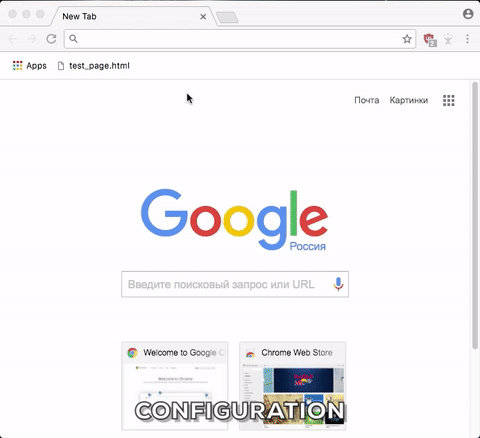 New Tab
Apps
test_page.html
Почта
Картинки
Google
Россия
Введите поисковый запрос или URL
Welcome to Google C
Chrome Web Store
CONFIGURATION